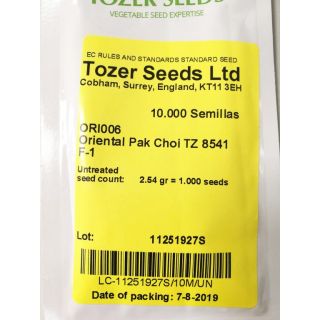 TOZER SEEDS
VEGETABLE SEED EXPERTISE
EC RULES AND STANDARDS STANDARD SEED
Tozer Seeds Ltd
Cobham, Surrey, England, KT11 3EH
10.000 Semillas
ORI006
Oriental Pak Choi TZ 8541
F-1
Untreated
seed count: 2.54 gr = 1.000 seeds
Lot: 11251927S
LC-11251927S/10M/UN
Date of packing: 7-8-2019